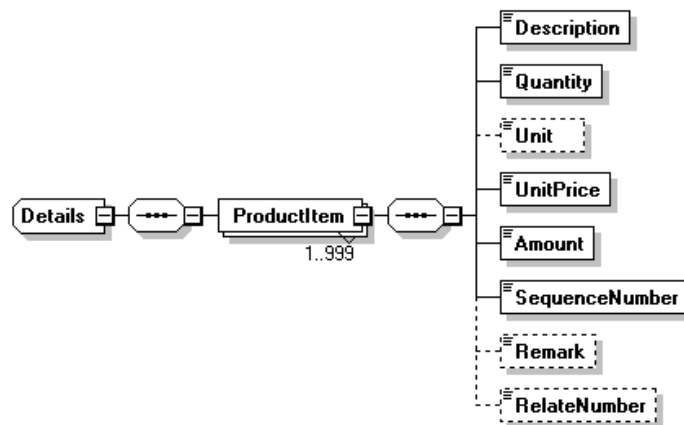 Description
Quantity
Unit
UnitPrice
Details
ProductItem
1..999
Amount
SequenceNumber
Remark
RelateNumber